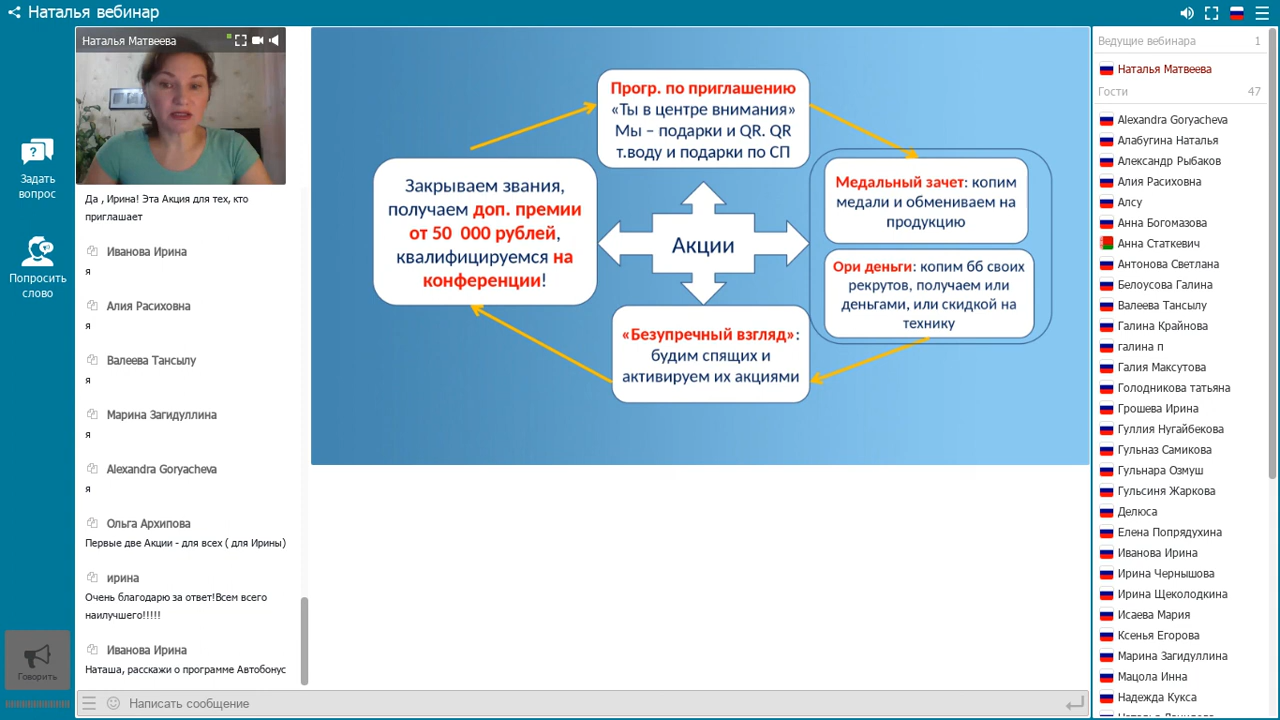 Наталья вебинар
Задать
вопрос
Попросить
слово
Говорить
Наталья Матвеева
Да , Ирина! Эта Акция для тех, кто
приглашает
Иванова Ирина
я
Алия Расиховна
я
Валеева Тансылу
я
Марина Загидуллина
я
Alexandra Goryacheva
я
Ольга Архипова
Первые две Акции - для всех ( для Ирины)
ирина
Очень благодарю за ответ!Всем всего
наилучшего!!!!!
Иванова Ирина
Наташа, расскажи о программе Автобонус
Написать сообщение
Прогр. по приглашению
«Ты в центре внимания»
Мы – подарки и QR. QR
т.воду и подарки по СП
Закрываем звания,
получаем доп. премии
от 50 000 рублей,
квалифицируемся на
конференции!
Акции
Медальный зачет: копим
медали и обмениваем на
продукцию
Ори деньги: копим бб своих
рекрутов, получаем или
деньгами, или скидкой на
технику
«Безупречный взгляд»:
будим спящих и
активируем их акциями
Ведущие вебинара 1
Наталья Матвеева
Гости 47
Alexandra Goryacheva
Алабугина Наталья
Александр Рыбаков
Алия Расиховна
Алсу
Анна Богомазова
Анна Статкевич
Антонова Светлана
Белоусова Галина
Валеева Тансылу
Галина Крайнова
галина п
Галия Максутова
Голодникова татьяна
Грошева Ирина
Гуллия Нугайбекова
Гульназ Самикова
Гульнара Озмуш
Гульсиня Жаркова
Делюса
Елена Попрядухина
Иванова Ирина
Ирина Чернышова
Ирина Щеколодкина
Исаева Мария
Ксенья Егорова
Марина Загидуллина
Мацола Инна
Надежда Кукса